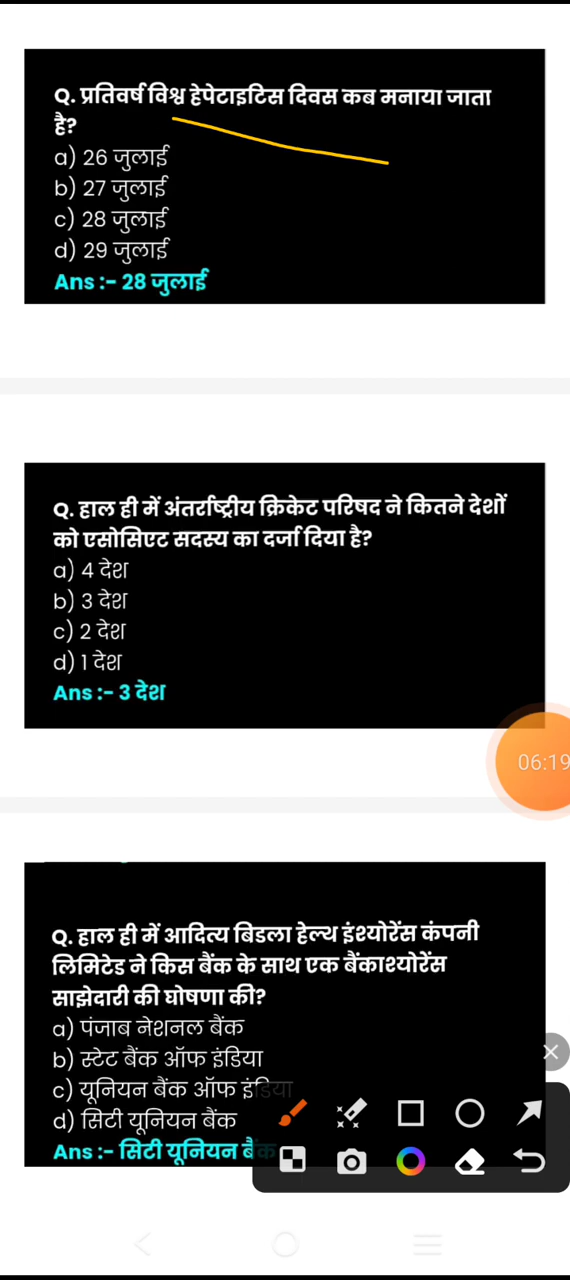 Q. प्रतिवर्ष विश्व हेपेटाइटिस दिवस कब मनाया जाता
है?
a) 26 जुलाई
b) 27 जुलाई
c) 28 जुलाई
d) 29 जुलाई
Ans :- 28 जुलाई
Q. हाल ही में अंतर्राष्ट्रीय क्रिकेट परिषद ने कितने देशों
को एसोसिएट सदस्य का दर्जा दिया है?
a) 4 देश
b) 3 देश
c) 2 देश
d) 1 देश
Ans :- 3 देश
06:19
Q. हाल ही में आदित्य बिडला हेल्थ इंश्योरेंस कंपनी
लिमिटेड ने किस बैंक के साथ एक बैंकाश्योरेंस
साझेदारी की घोषणा की?
a) पंजाब नेशनल बैंक
b) स्टेट बैंक ऑफ इंडिया
c) यूनियन बैंक ऑफ इंडिया
d) सिटी यूनियन बैंक
Ans :- सिटी यूनियन बैंक